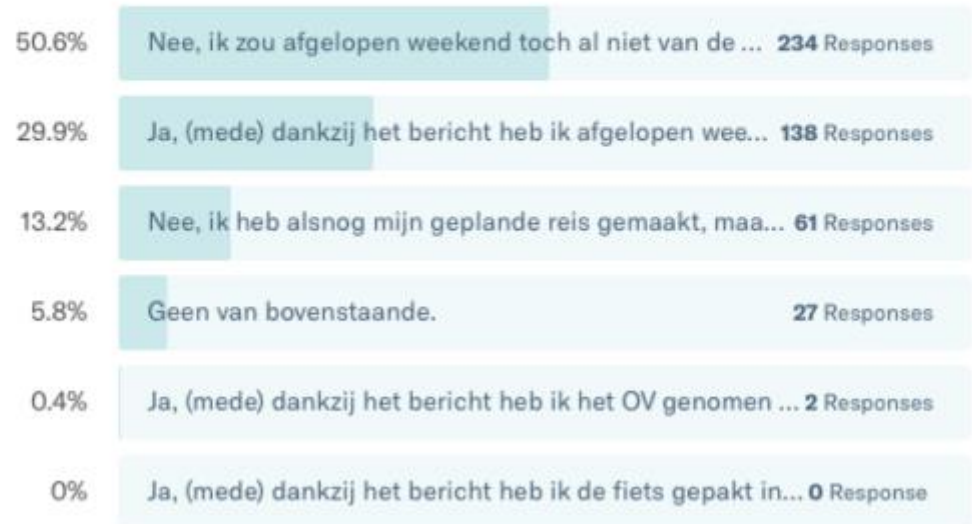 50.6% Nee, ik zou afgelopen weekend toch al niet van de ... 234 Responses
29.9% Ja, (mede) dankzij het bericht heb ik afgelopen wee... 138 Responses
13.2% Nee, ik heb alsnog mijn geplande reis gemaakt, maa... 61 Responses
5.8% Geen van bovenstaande. 27 Responses
0.4% Ja, (mede) dankzij het bericht heb ik het OV genomen ... 2 Responses
0% Ja, (mede) dankzij het bericht heb ik de fiets gepakt in... 0 Response